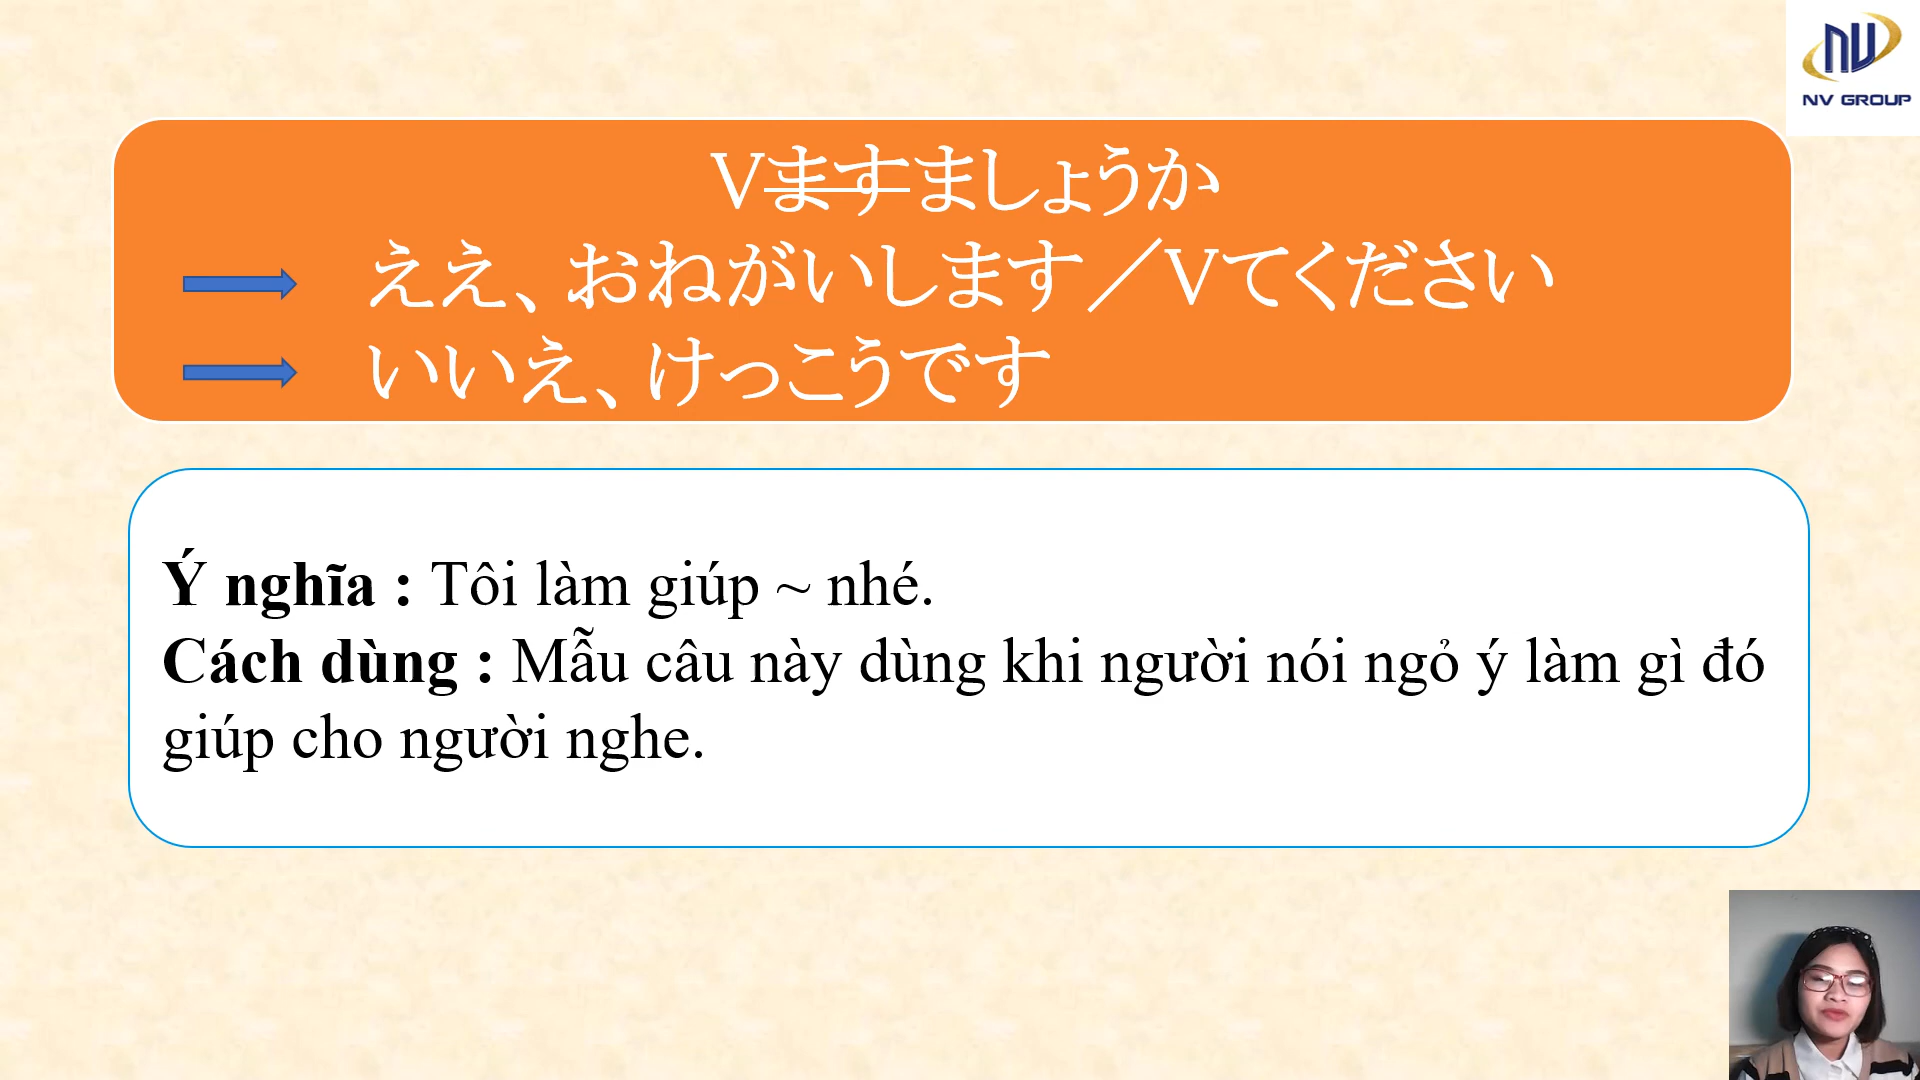 NV GROUP
Vますましょうか
ええ、おねがいします／Vてください
いいえ、けっこうです
Ý nghĩa : Tôi làm giúp ~ nhé.
Cách dùng : Mẫu câu này dùng khi người nói ngỏ ý làm gì đó
giúp cho người nghe.